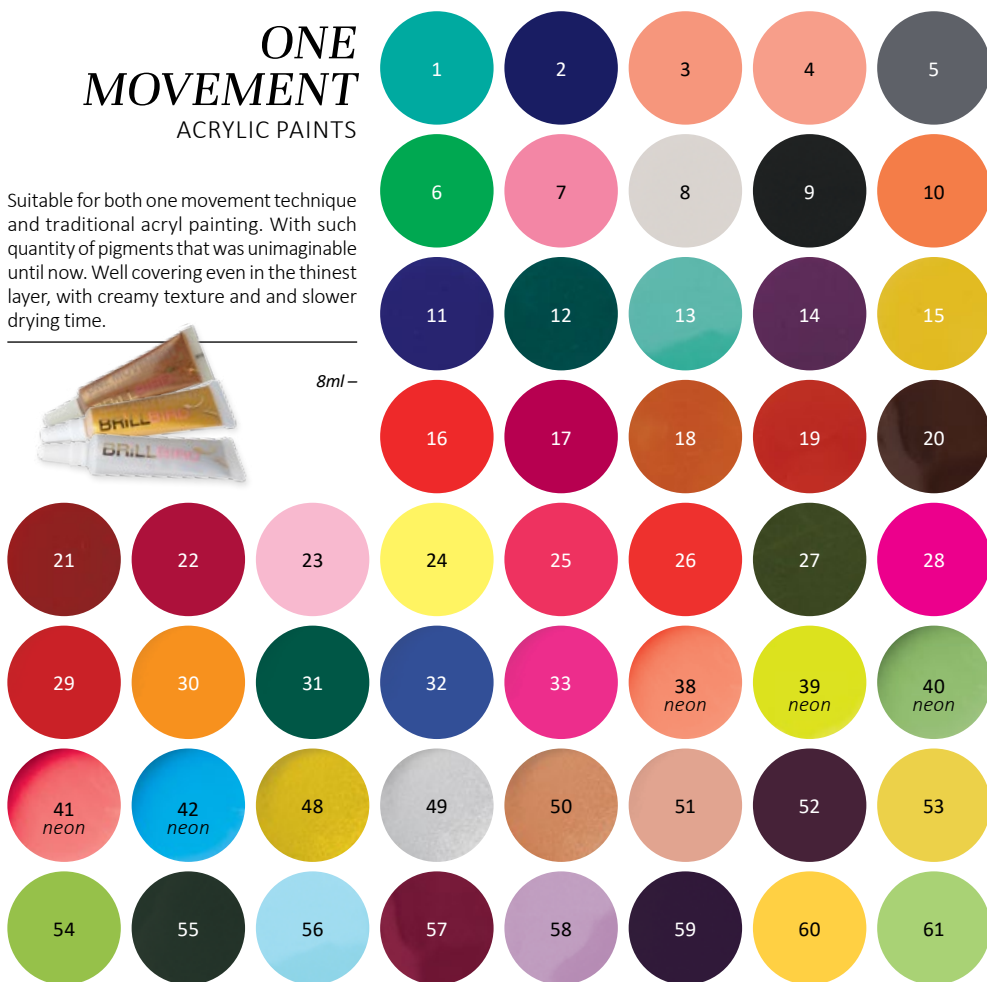 ONE
MOVEMENT
ACRYLIC PAINTS
Suitable for both one movement technique
and traditional acryl painting. With such
quantity of pigments that was unimaginable
until now. Well covering even in the thinest
layer, with creamy texture and and slower
drying time.
8ml –
BRILLBIRD
BRILLBIRD
1 2 3 4 5
6 7 8 9 10
11 12 13 14 15
16 17 18 19 20
21 22 23 24 25 26 27 28
29 30 31 32 33 38 39 40
neon neon neon
41 42 48 49 50 51 52 53
neon neon
54 55 56 57 58 59 60 61